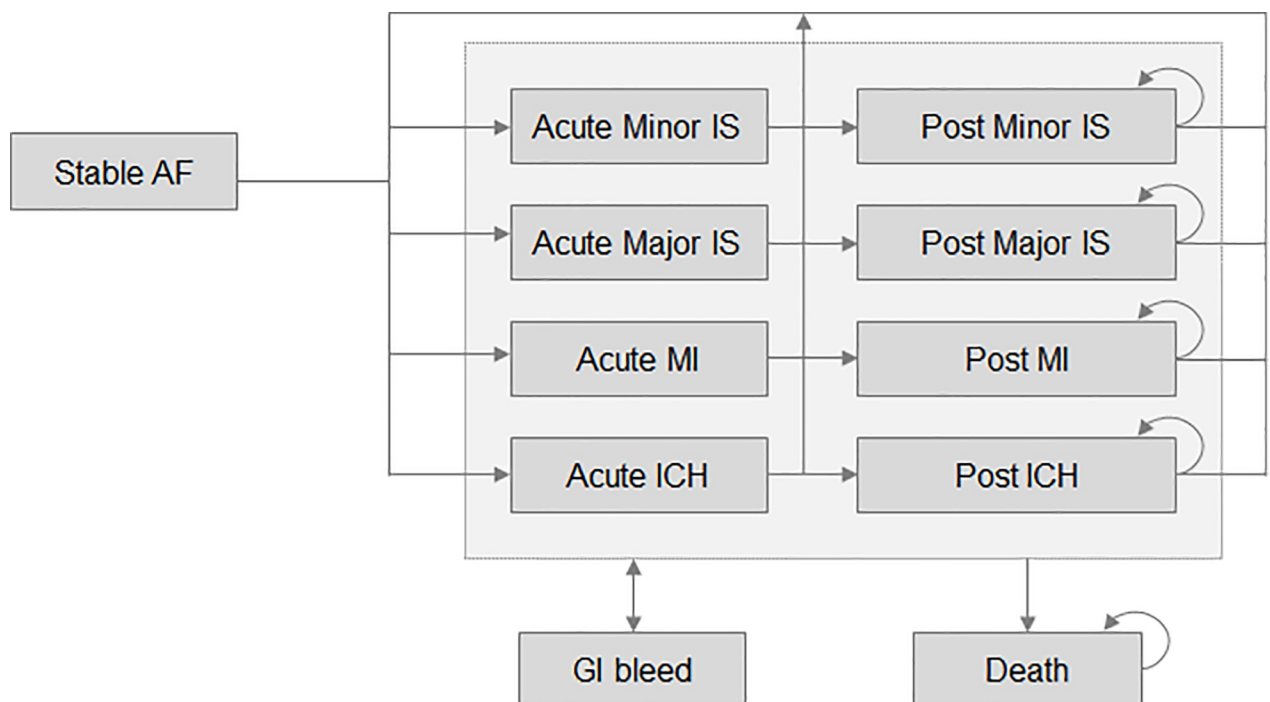 Stable AF
Acute Minor IS
Post Minor IS
Acute Major IS
Post Major IS
Acute MI
Post MI
Acute ICH
Post ICH
GI bleed
Death